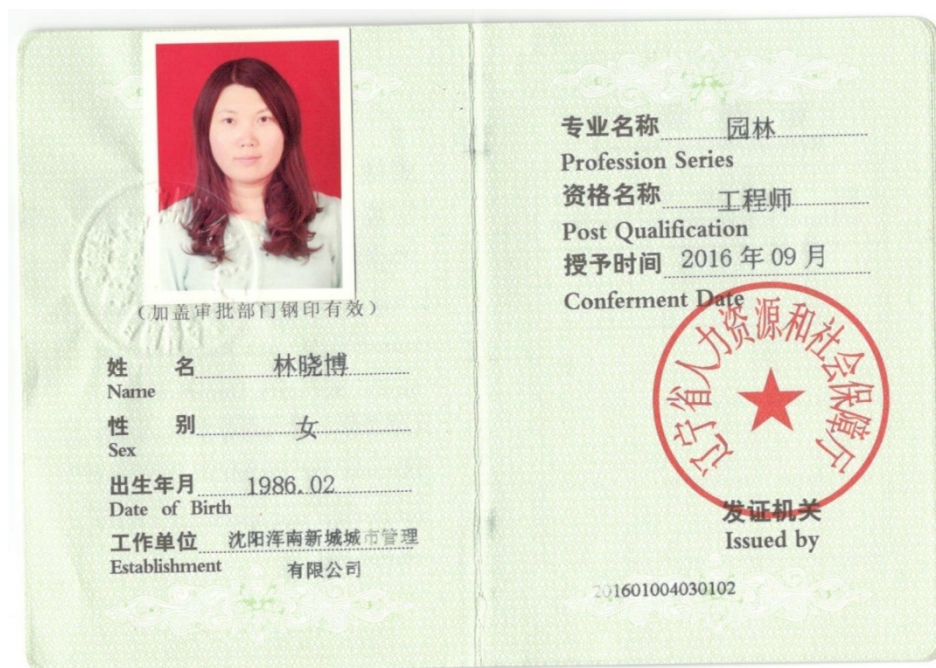 (加盖审批部门钢印有效)
姓 名 林晓博
Name
性 别 女
Sex
出生年月 1986.02
Date of Birth
工作单位 沈阳浑南新城城市管理
Establishment 有限公司
专业名称 园林
Profession Series
资格名称 工程师
Post Qualification
授予时间 2016 年 09 月
Conferment Date
辽宁省人力资源和社会保障厅
发证机关
Issued by
201601004030102